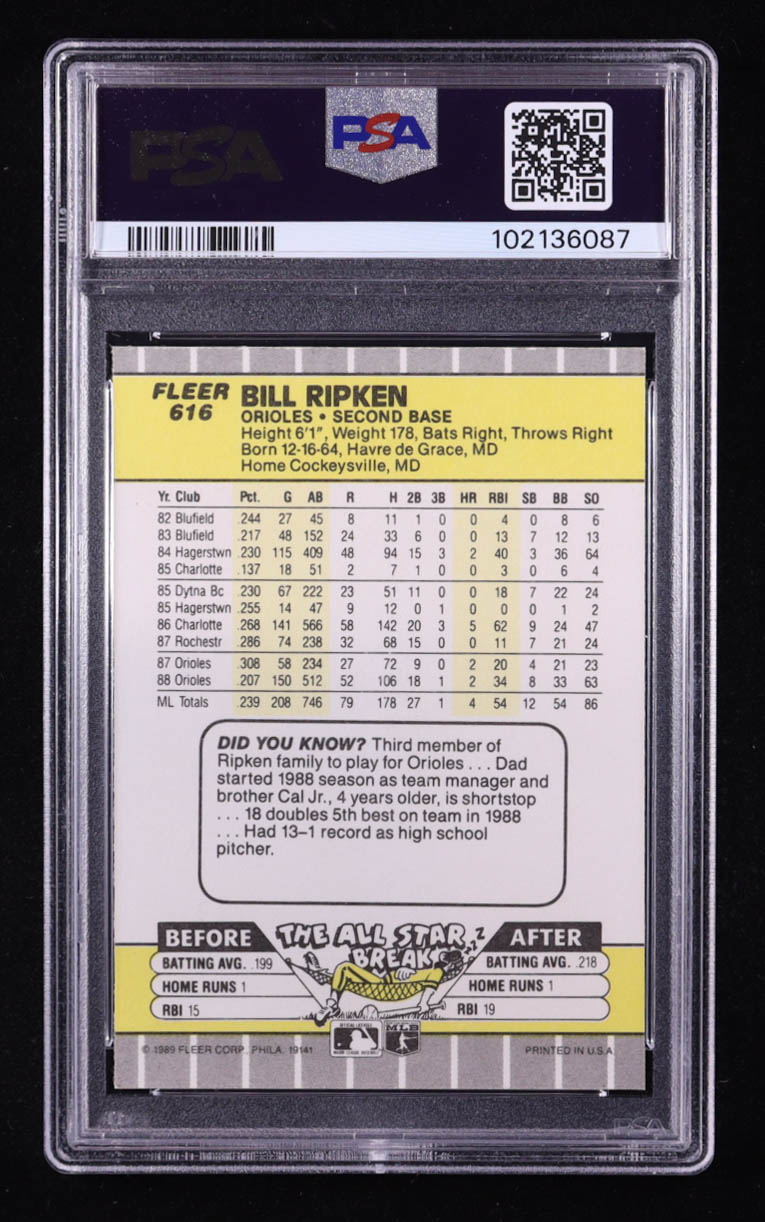 PSA
PSA
102136087
FLEER
616
BILL RIPKEN
ORIOLES • SECOND BASE
Height 6'1", Weight 178, Bats Right, Throws Right
Born 12-16-64, Havre de Grace, MD
Home Cockeysville, MD
Yr. Club Pct. G AB R H 2B 3B HR RBI SB BB SO
82 Blufield .244 27 45 8 11 1 0 0 4 0 8 6
83 Blufield .217 48 152 24 33 6 0 0 13 7 12 13
84 Hagerstwn .230 115 409 48 94 15 3 2 40 3 36 64
85 Charlotte .137 18 51 2 7 1 0 0 3 0 6 4
85 Dytna Bc .230 67 222 23 51 11 0 0 18 7 22 24
85 Hagerstwn .255 14 47 9 12 0 1 0 0 0 1 2
86 Charlotte .268 141 566 58 142 20 3 5 62 9 24 47
87 Rochestr .286 74 238 32 68 15 0 0 11 7 21 24
87 Orioles .308 58 234 27 72 9 0 2 20 4 21 23
88 Orioles .207 150 512 52 106 18 1 2 34 8 33 63
ML Totals .239 208 746 79 178 27 1 4 54 12 54 86
DID YOU KNOW? Third member of
Ripken family to play for Orioles . . . Dad
started 1988 season as team manager and
brother Cal Jr., 4 years older, is shortstop
. . . 18 doubles 5th best on team in 1988
. . . Had 13–1 record as high school
pitcher.
BEFORE THE ALL STAR BREAK zzZ AFTER
BATTING AVG. .199
HOME RUNS 1
RBI 15
BATTING AVG. .218
HOME RUNS 1
RBI 19
MLB
© 1989 FLEER CORP. PHILA. 19141
PRINTED IN U.S.A.
PSA